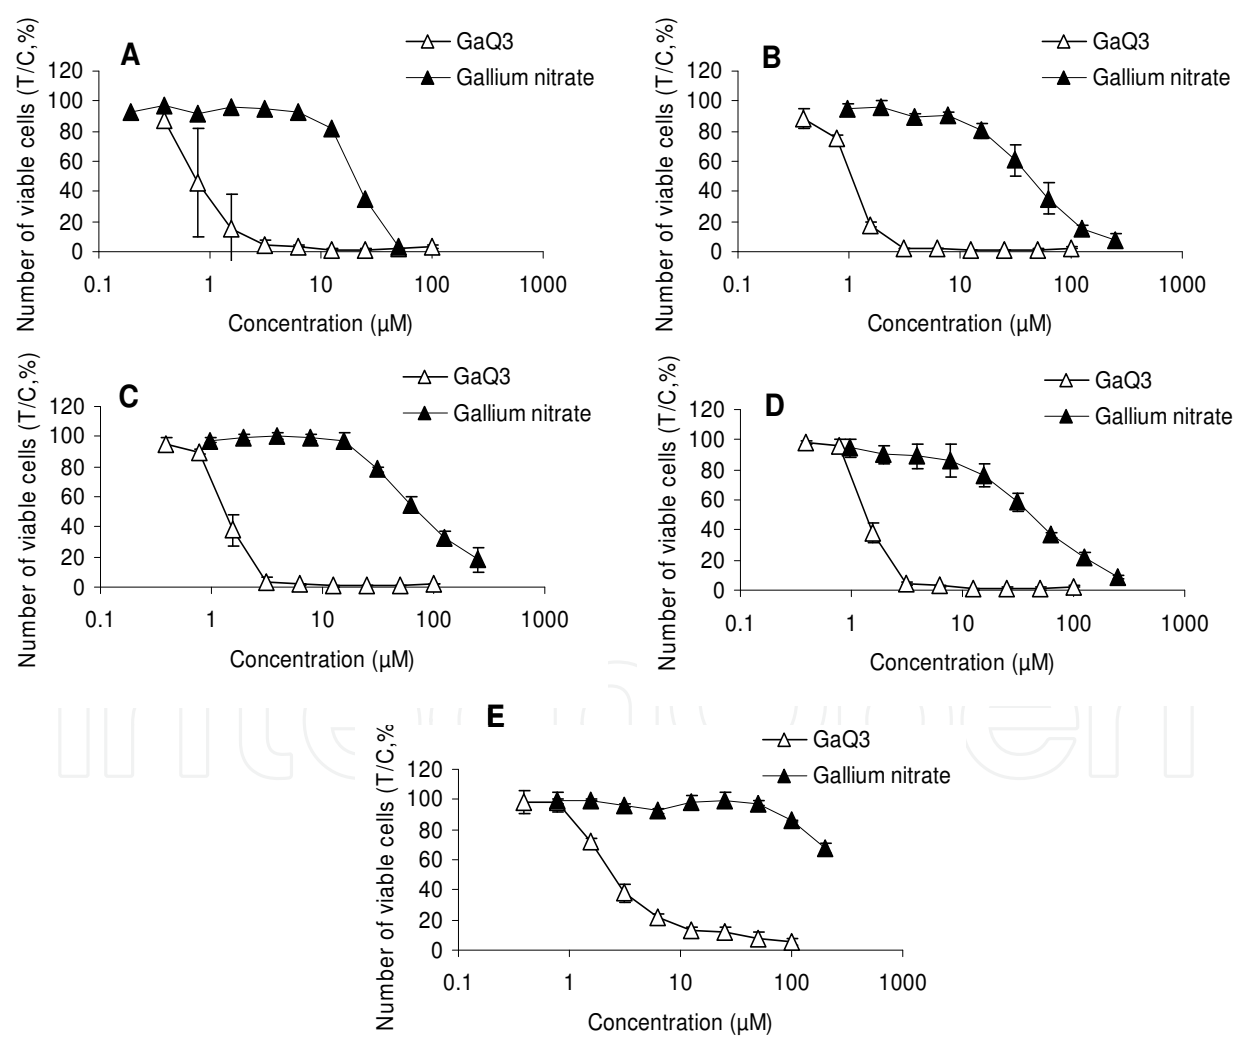 A
GaQ3
Gallium nitrate
Number of viable cells (T/C,%)
120
100
80
60
40
20
0
0.1 1 10 100 1000
Concentration (µM)
B
GaQ3
Gallium nitrate
Number of viable cells (T/C,%)
120
100
80
60
40
20
0
0.1 1 10 100 1000
Concentration (µM)
C
GaQ3
Gallium nitrate
Number of viable cells (T/C,%)
120
100
80
60
40
20
0
0.1 1 10 100 1000
Concentration (µM)
D
GaQ3
Gallium nitrate
Number of viable cells (T/C,%)
120
100
80
60
40
20
0
0.1 1 10 100 1000
Concentration (µM)
E
GaQ3
Gallium nitrate
Number of viable cells (T/C,%
120
100
80
60
40
20
0
0.1 1 10 100 1000
Concentration (µM)